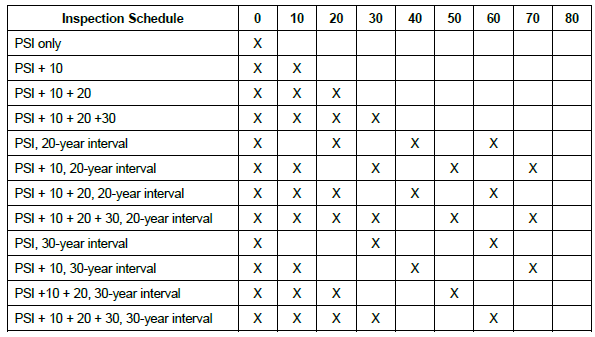 Inspection Schedule 0 10 20 30 40 50 60 70 80
PSI only X
PSI + 10 X X
PSI + 10 + 20 X X X
PSI + 10 + 20 +30 X X X X
PSI, 20-year interval X X X X
PSI + 10, 20-year interval X X X X X
PSI + 10 + 20, 20-year interval X X X X X
PSI + 10 + 20 + 30, 20-year interval X X X X X X
PSI, 30-year interval X X X
PSI + 10, 30-year interval X X X X
PSI +10 + 20, 30-year interval X X X X
PSI + 10 + 20 + 30, 30-year interval X X X X X